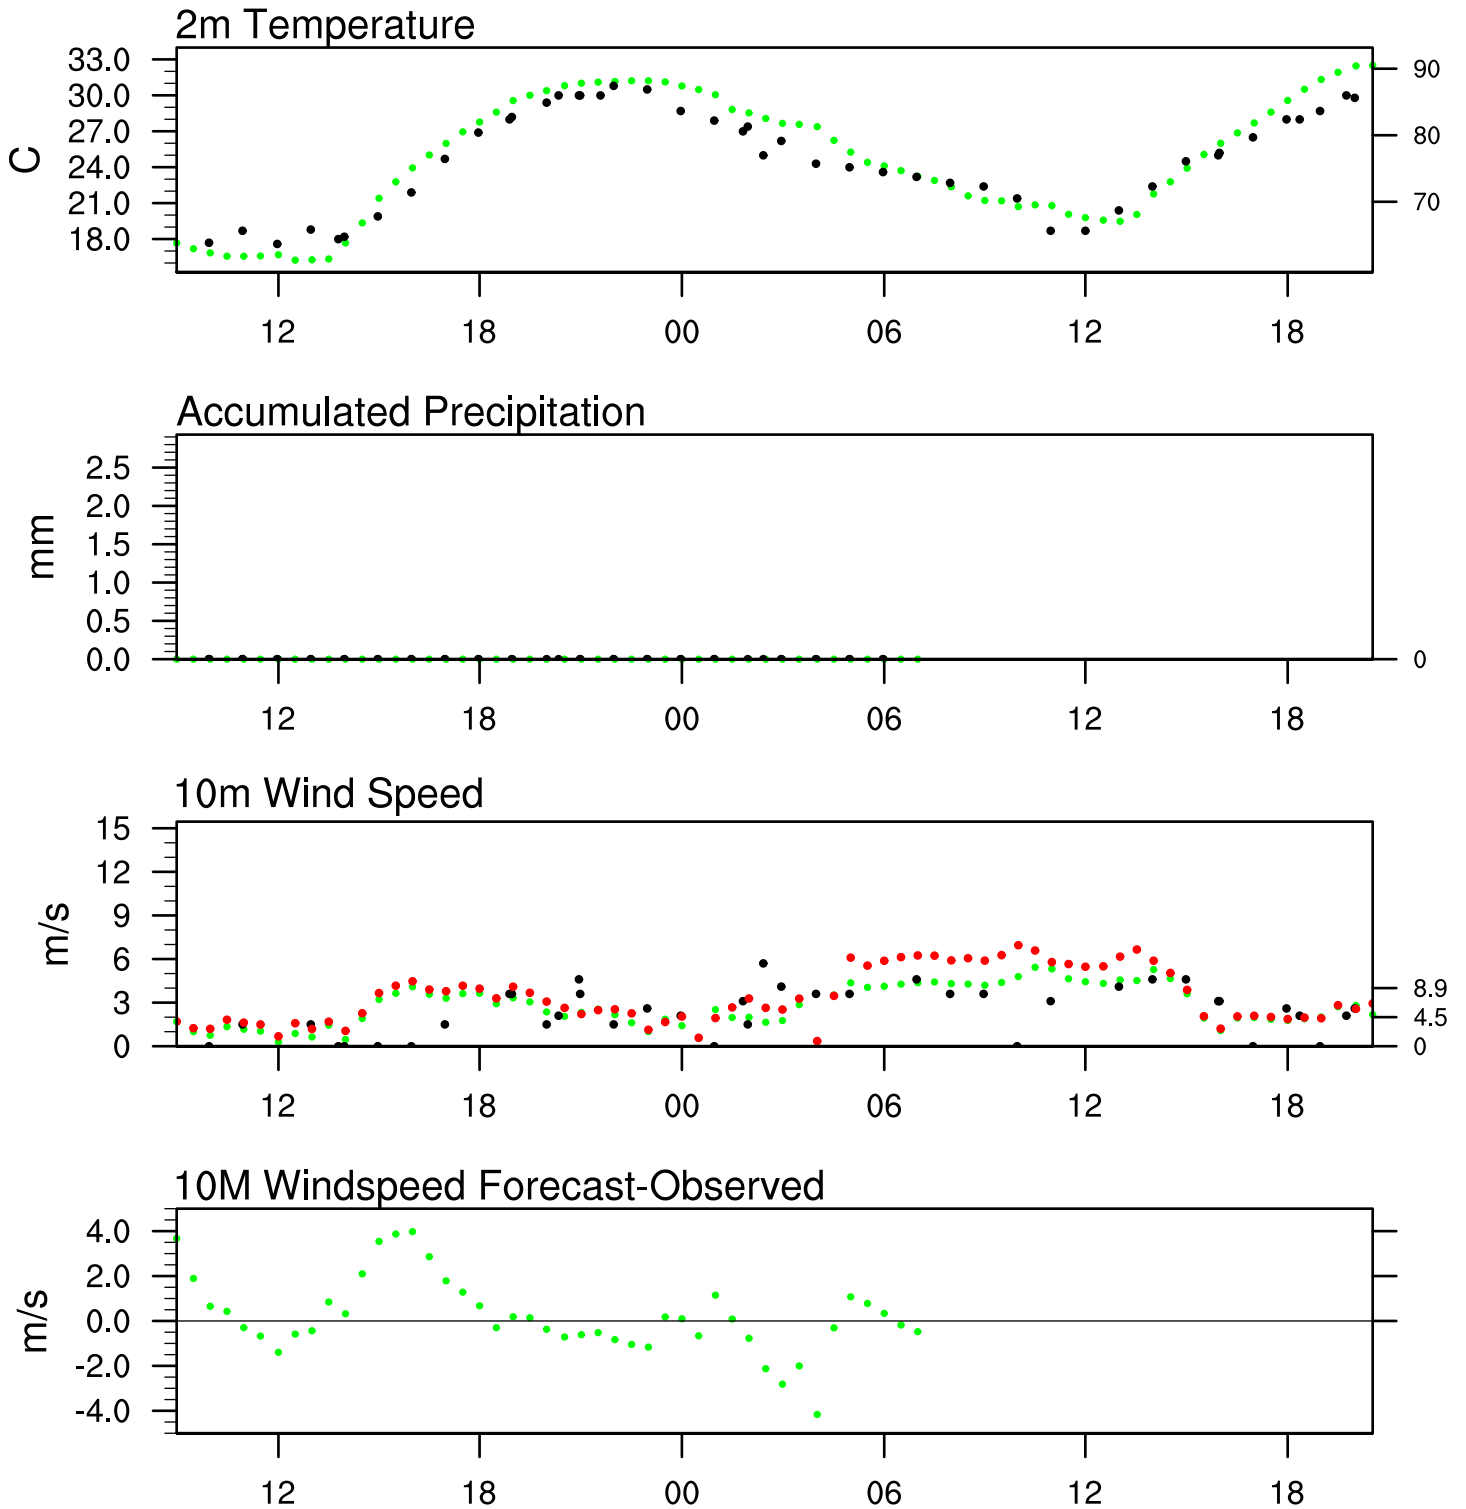 2m Temperature
33.0
30.0
27.0
24.0
21.0
18.0
C
90
80
70
12 18 00 06 12 18
Accumulated Precipitation
2.5
2.0
1.5
1.0
0.5
0.0
mm
0
12 18 00 06 12 18
10m Wind Speed
15
12
9
6
3
0
m/s
8.9
4.5
0
12 18 00 06 12 18
10M Windspeed Forecast-Observed
4.0
2.0
0.0
-2.0
-4.0
m/s
12 18 00 06 12 18